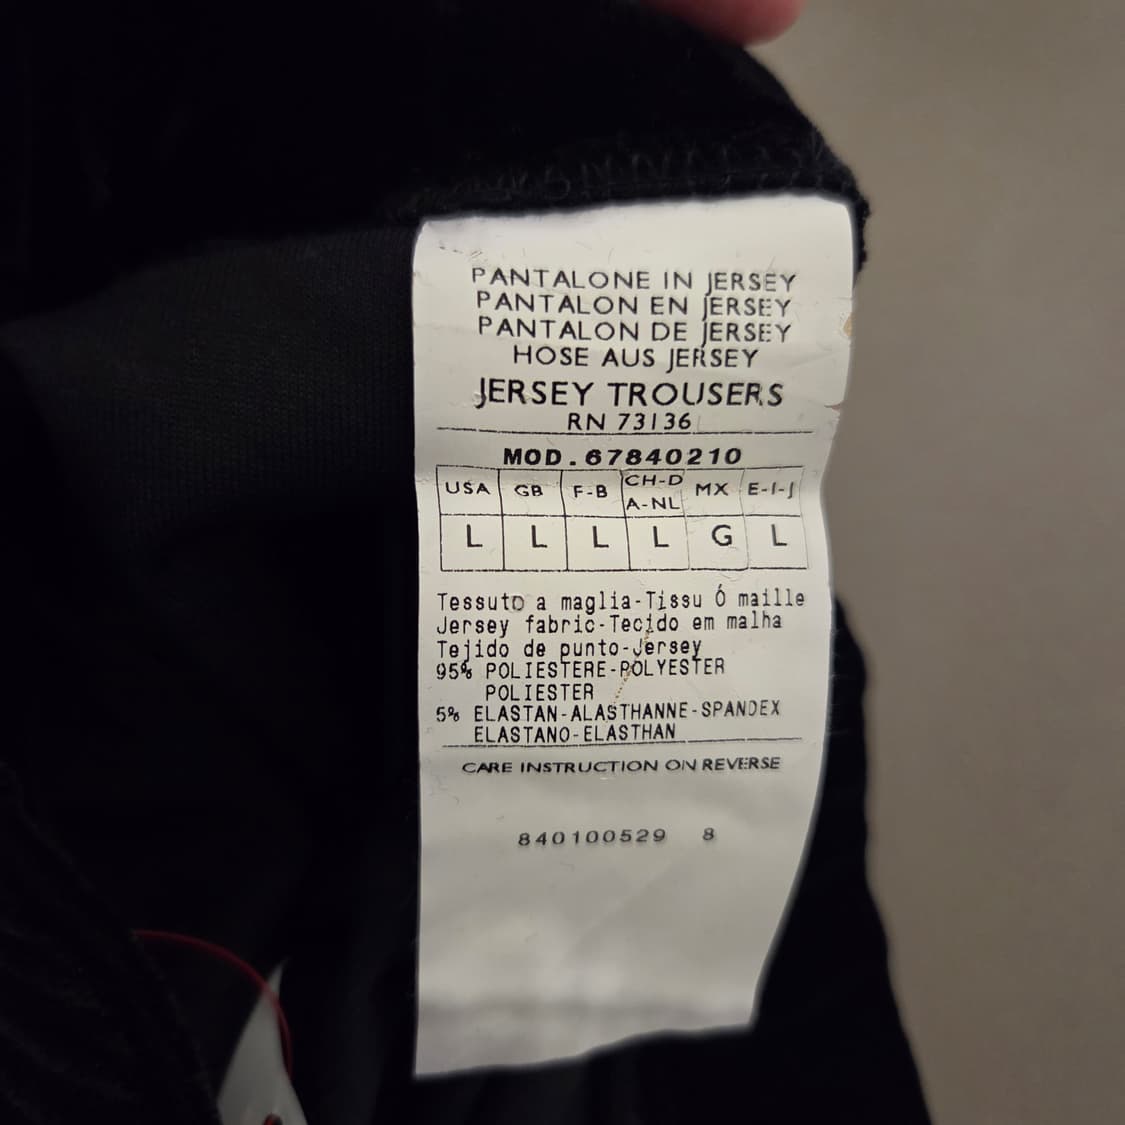 PANTALONE IN JERSEY
PANTALON EN JERSEY
PANTALON DE JERSEY
HOSE AUS JERSEY
JERSEY TROUSERS
RN 73136
MOD.67840210
USA GB F-B CH-D A-NL MX E-I-J
L L L L G L
Tessuto a maglia-Tissu Ó maille
Jersey fabric-Tecido em malha
Tejido de punto-Jersey
95% POLIESTERE-POLYESTER
POLIESTER
5% ELASTAN-ALASTHANNE-SPANDEX
ELASTANO-ELASTHAN
CARE INSTRUCTION ON REVERSE
840100529 8